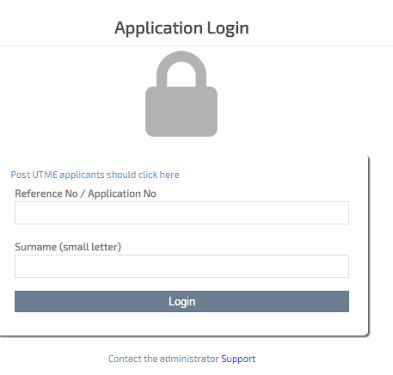 Application Login
Post UTME applicants should click here
Reference No / Application No
Surname (small letter)
Login
Contact the administrator Support